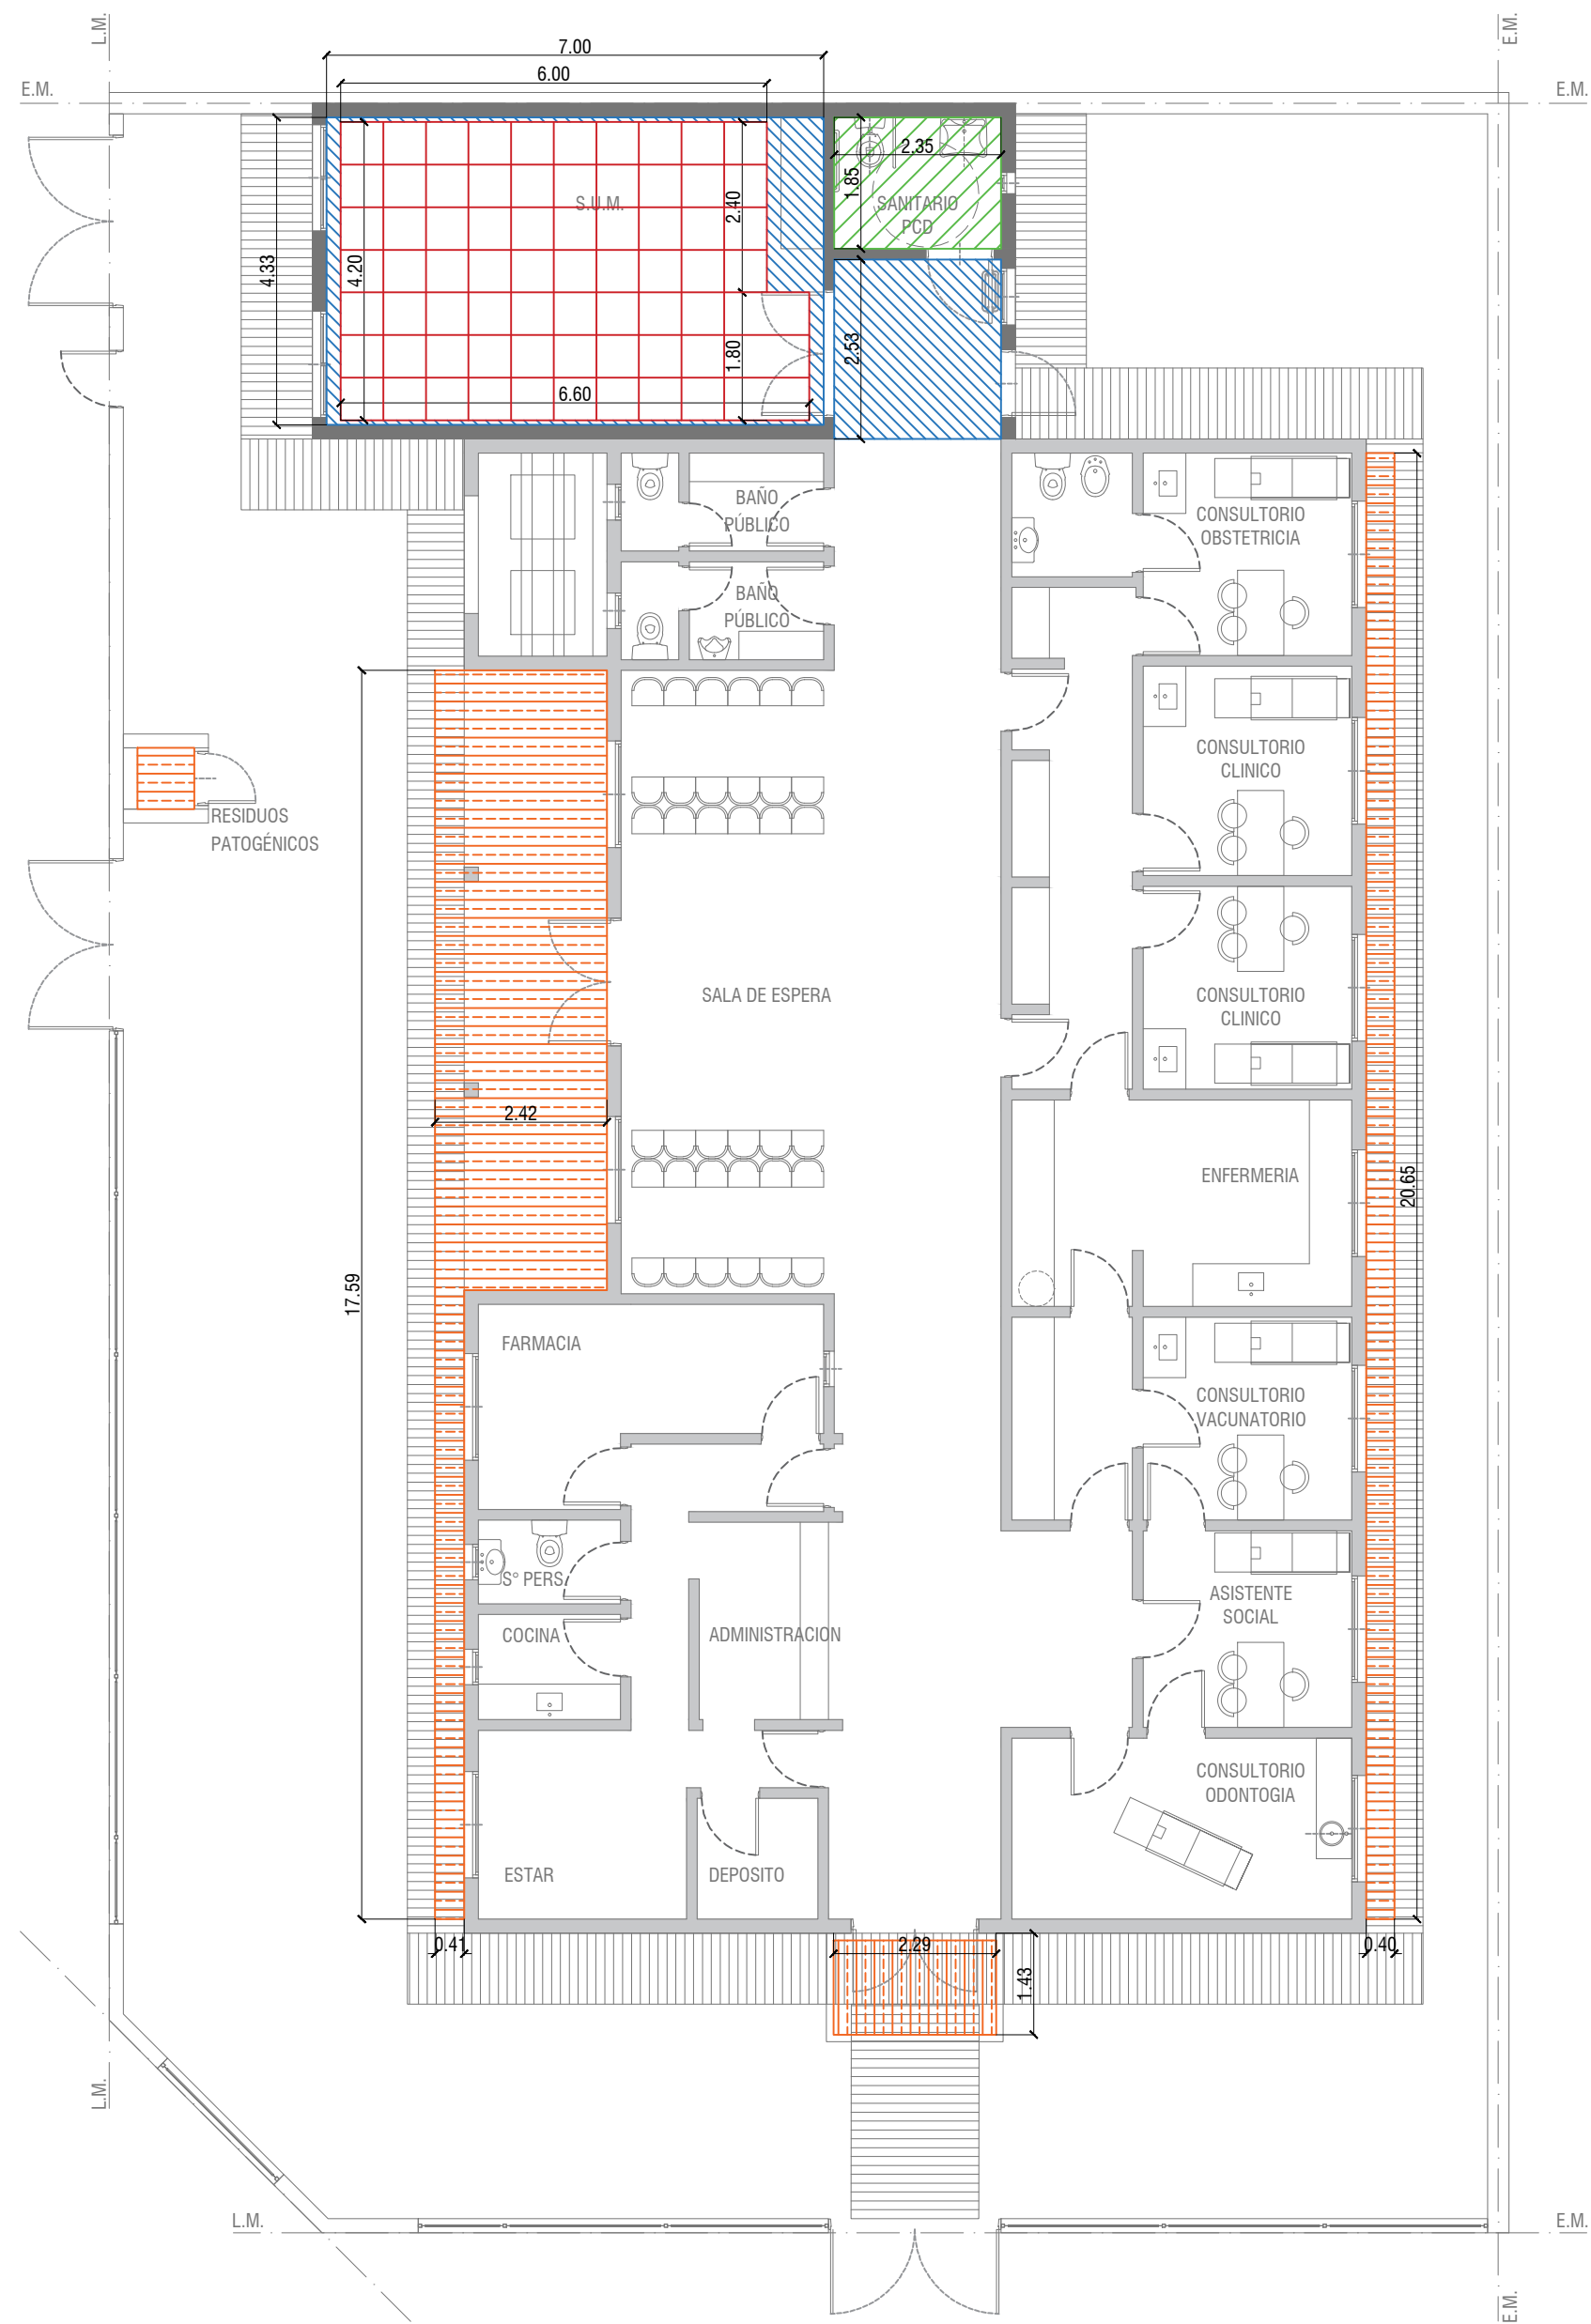 L.M.
E.M.
7.00
6.00
E.M.
E.M.
4.33
4.20
S.U.M.
2.40
1.80
6.60
2.35
1.85
SANITARIO
PCD
2.53
BAÑO
PÚBLICO
BAÑO
PÚBLICO
CONSULTORIO
OBSTETRICIA
CONSULTORIO
CLINICO
RESIDUOS
PATOGÉNICOS
SALA DE ESPERA
CONSULTORIO
CLINICO
2.42
ENFERMERIA
20.65
17.59
FARMACIA
CONSULTORIO
VACUNATORIO
S° PERS
COCINA
ADMINISTRACION
ASISTENTE
SOCIAL
CONSULTORIO
ODONTOGIA
ESTAR
DEPOSITO
0.41
2.29
1.43
0.40
L.M.
L.M.
E.M.
E.M.